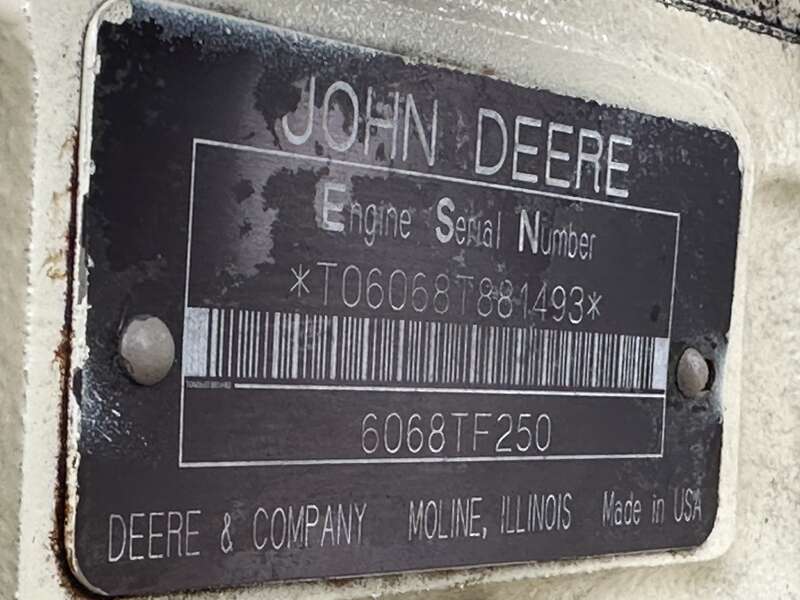 JOHN DEERE
Engine Serial Number
*T06068T881493*
6068TF250
DEERE & COMPANY MOLINE, ILLINOIS Made in USA